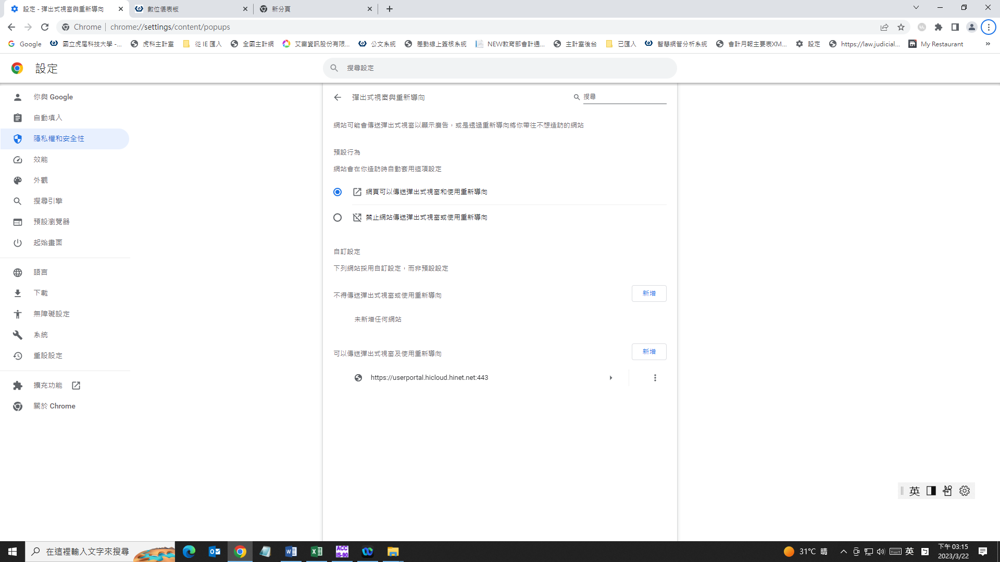 設定 - 彈出式視窗與重新導向
數位儀表板
新分頁
Chrome
chrome://settings/content/popups
Google
國立虎尾科技大學 -...
虎科主計室
從 IE 匯入
全國主計網
艾富資訊股份有限...
公文系統
差勤線上簽核系統
NEW教育部會計通...
主計室後台
已匯入
智慧網管分析系統
會計月報主要表XM...
設定
https://law.judicial...
My Restaurant
»
設定
搜尋設定
你與 Google
自動填入
隱私權和安全性
效能
外觀
搜尋引擎
預設瀏覽器
起始畫面
語言
下載
無障礙設定
系統
重設設定
擴充功能
關於 Chrome
彈出式視窗與重新導向
搜尋
網站可能會傳送彈出式視窗以顯示廣告，或是透過重新導向將你帶往不想造訪的網站
預設行為
網站會在你造訪時自動套用這項設定
網頁可以傳送彈出式視窗和使用重新導向
禁止網站傳送彈出式視窗或使用重新導向
自訂設定
下列網站採用自訂設定，而非預設設定
不得傳送彈出式視窗或使用重新導向
新增
未新增任何網站
可以傳送彈出式視窗及使用重新導向
新增
https://userportal.hicloud.hinet.net:443
英
在這裡輸入文字來搜尋
ACC
IS-90
31°C 晴
英
下午 03:15
2023/3/22